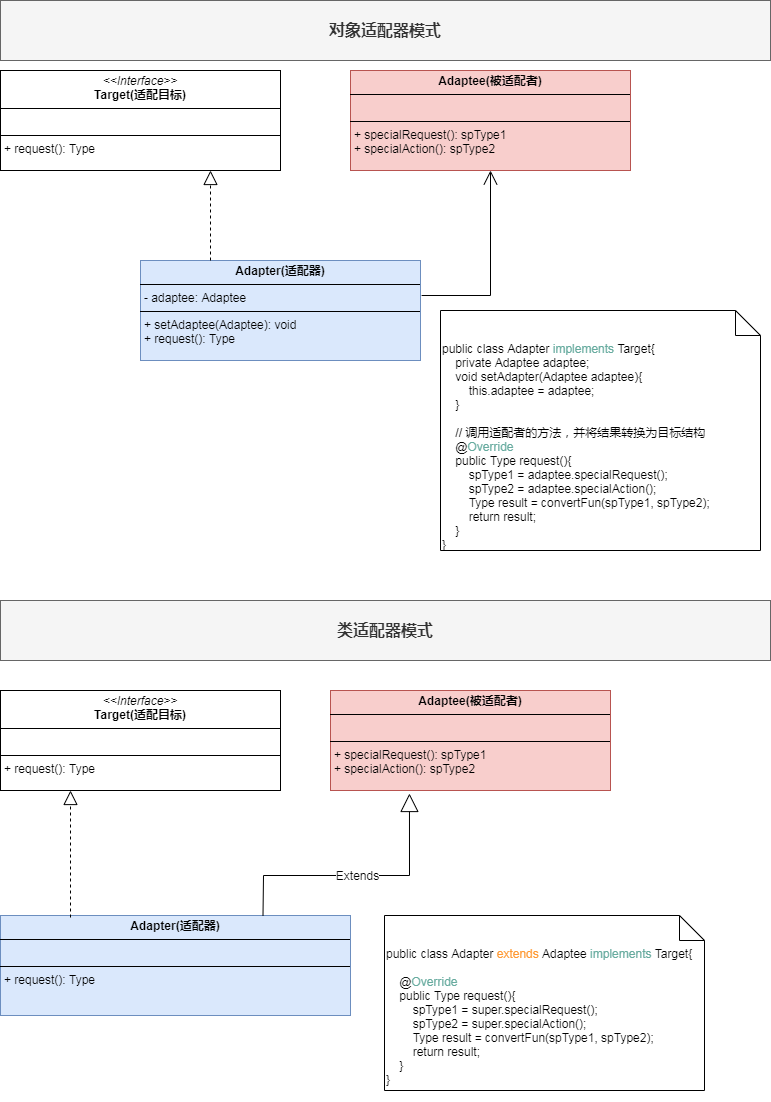 对象适配器模式
<<Interface>>
Target(适配目标)
+ request(): Type
Adaptee(被适配者)
+ specialRequest(): spType1
+ specialAction(): spType2
Adapter(适配器)
- adaptee: Adaptee
+ setAdaptee(Adaptee): void
+ request(): Type
public class Adapter implements Target{
private Adaptee adaptee;
void setAdapter(Adaptee adaptee){
this.adaptee = adaptee;
}
// 调用适配者的方法，并将结果转换为目标结构
@Override
public Type request(){
spType1 = adaptee.specialRequest();
spType2 = adaptee.specialAction();
Type result = convertFun(spType1, spType2);
return result;
}
}
类适配器模式
<<Interface>>
Target(适配目标)
+ request(): Type
Adaptee(被适配者)
+ specialRequest(): spType1
+ specialAction(): spType2
Extends
Adapter(适配器)
+ request(): Type
public class Adapter extends Adaptee implements Target{
@Override
public Type request(){
spType1 = super.specialRequest();
spType2 = super.specialAction();
Type result = convertFun(spType1, spType2);
return result;
}
}